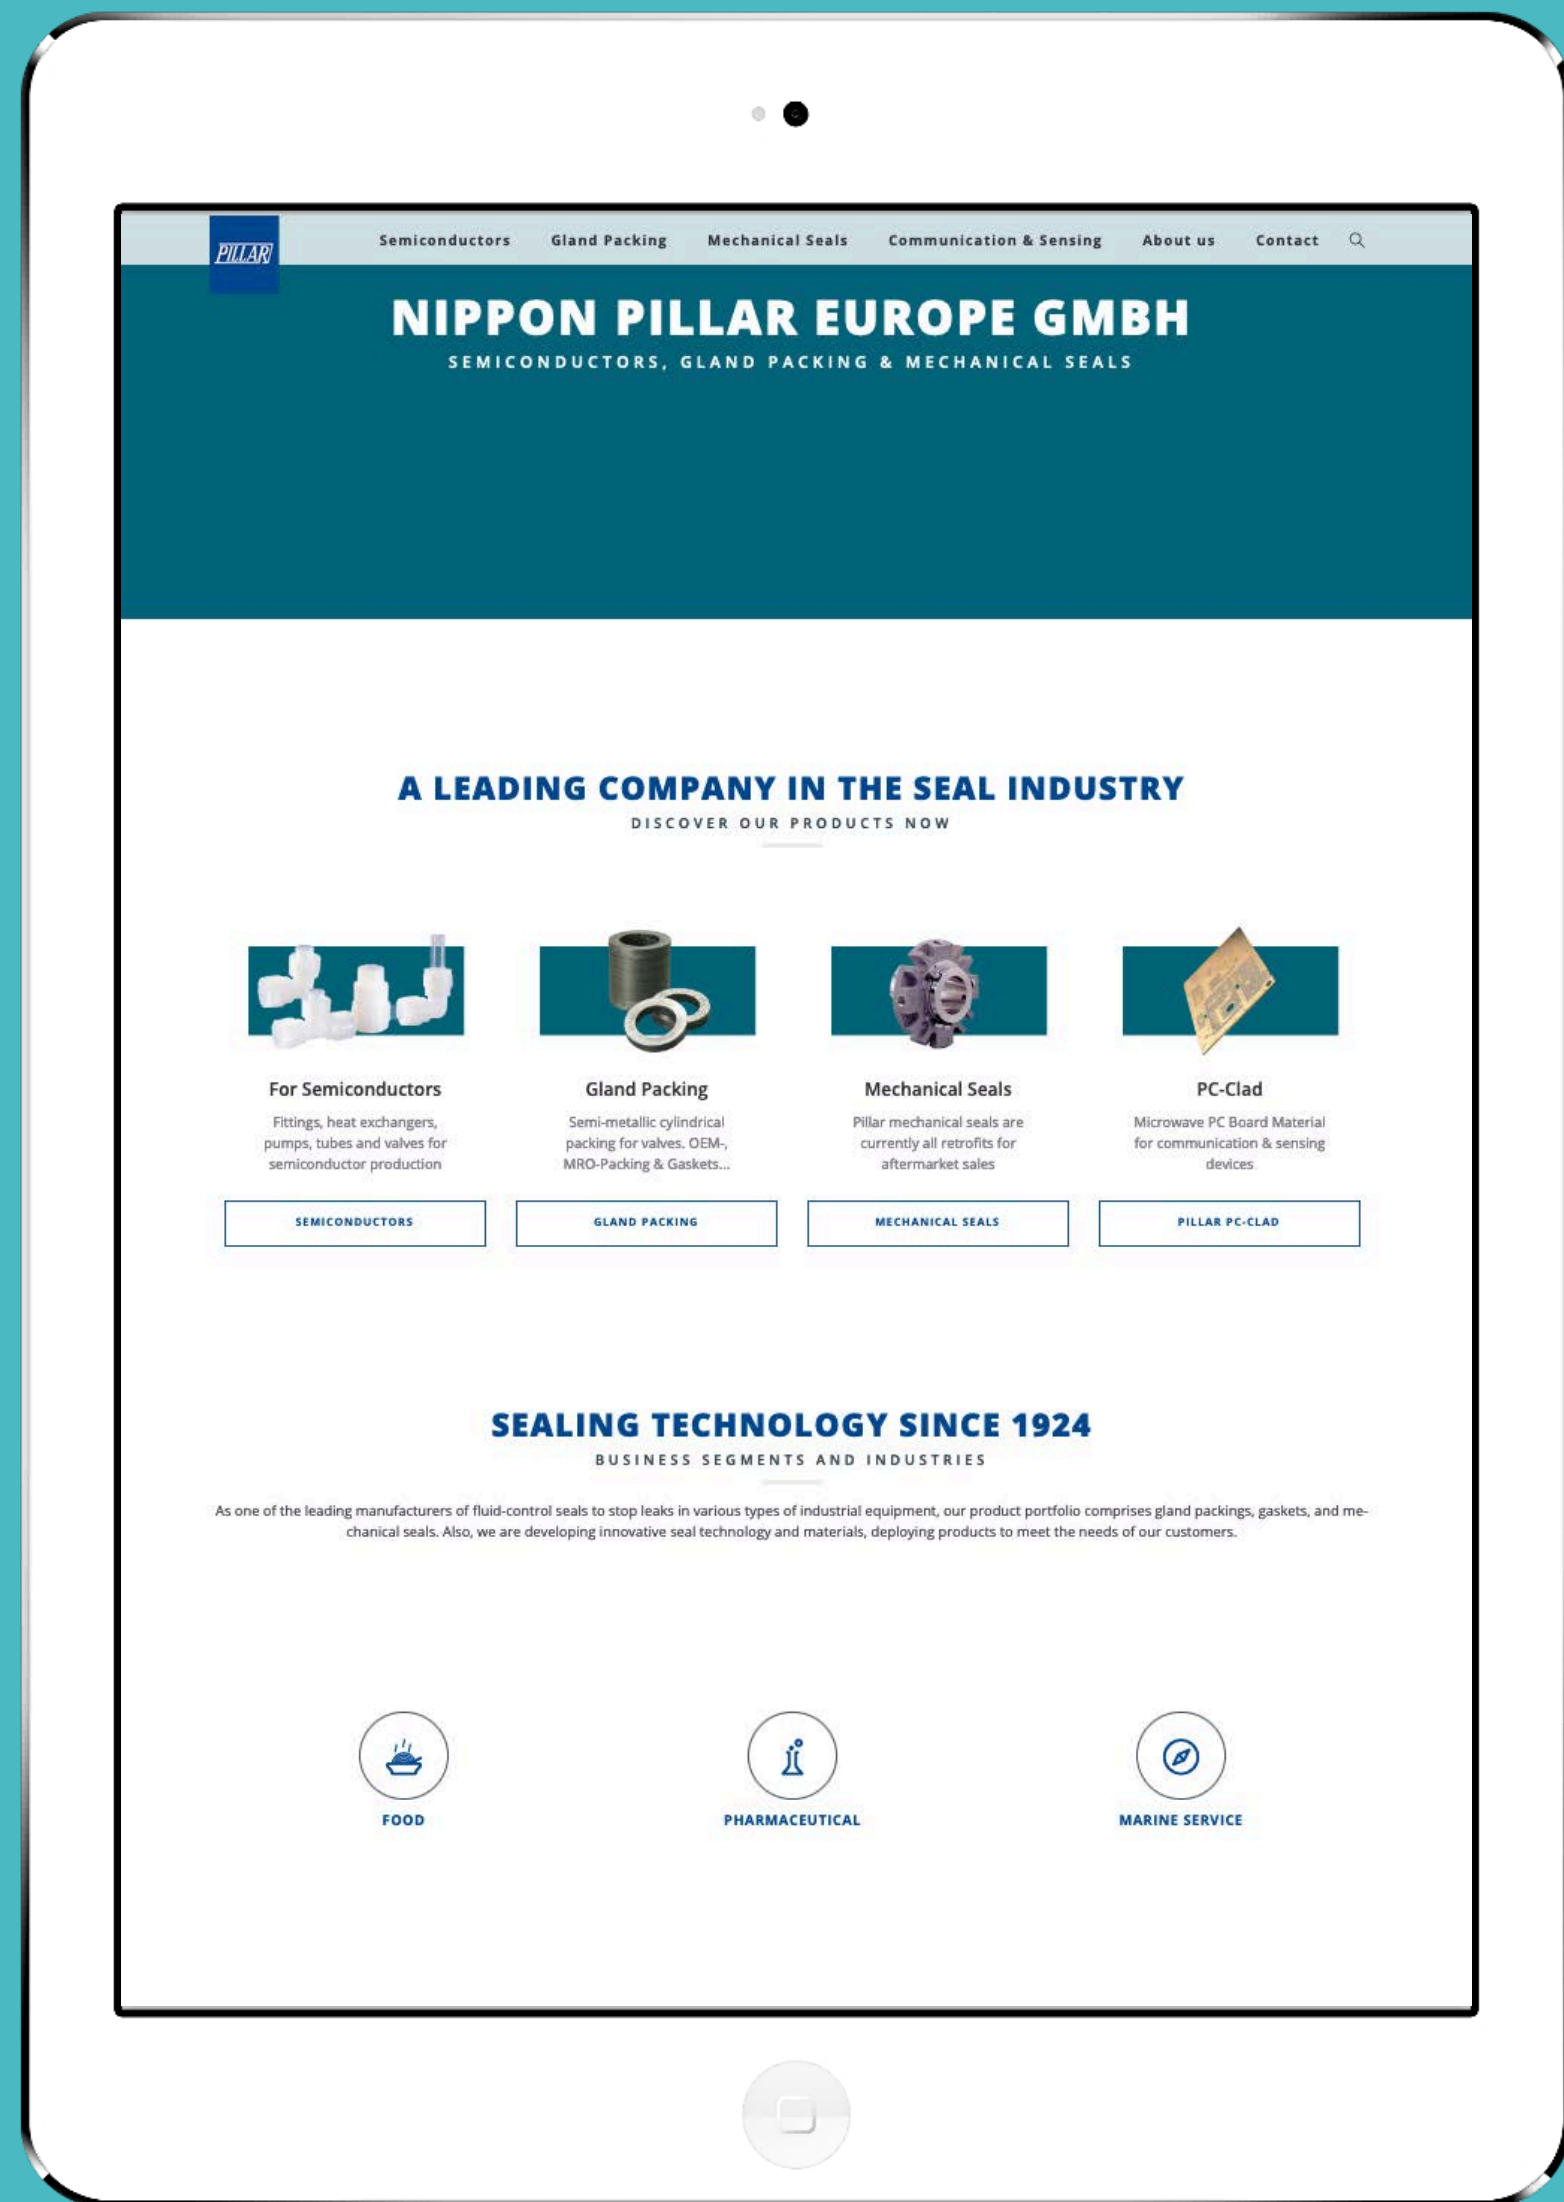 PILLAR
Semiconductors Gland Packing Mechanical Seals Communication & Sensing About us Contact
NIPPON PILLAR EUROPE GMBH
SEMICONDUCTORS, GLAND PACKING & MECHANICAL SEALS
A LEADING COMPANY IN THE SEAL INDUSTRY
DISCOVER OUR PRODUCTS NOW
For Semiconductors
Fittings, heat exchangers,
pumps, tubes and valves for
semiconductor production
SEMICONDUCTORS
Gland Packing
Semi-metallic cylindrical
packing for valves. OEM-,
MRO-Packing & Gaskets...
GLAND PACKING
Mechanical Seals
Pillar mechanical seals are
currently all retrofits for
aftermarket sales
MECHANICAL SEALS
PC-Clad
Microwave PC Board Material
for communication & sensing
devices
PILLAR PC-CLAD
SEALING TECHNOLOGY SINCE 1924
BUSINESS SEGMENTS AND INDUSTRIES
As one of the leading manufacturers of fluid-control seals to stop leaks in various types of industrial equipment, our product portfolio comprises gland packings, gaskets, and me-
chanical seals. Also, we are developing innovative seal technology and materials, deploying products to meet the needs of our customers.
FOOD
PHARMACEUTICAL
MARINE SERVICE